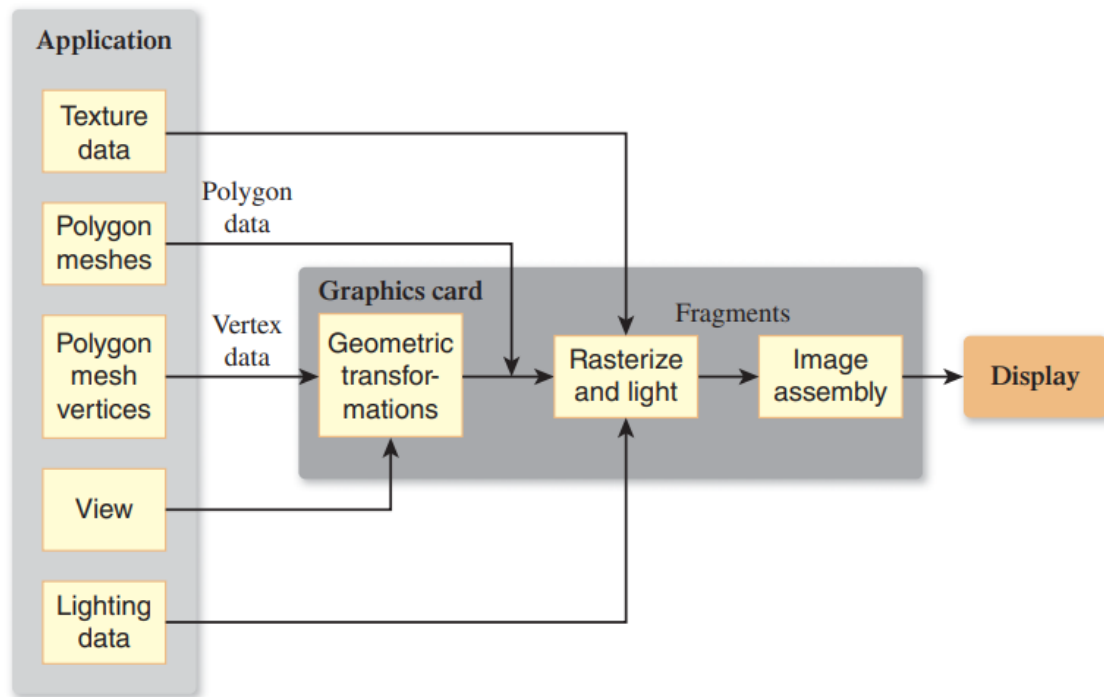 Application
Texture
data
Polygon
data
Polygon
meshes
Graphics card
Fragments
Vertex
data
Polygon
mesh
vertices
Geometric
transfor-
mations
Rasterize
and light
Image
assembly
Display
View
Lighting
data